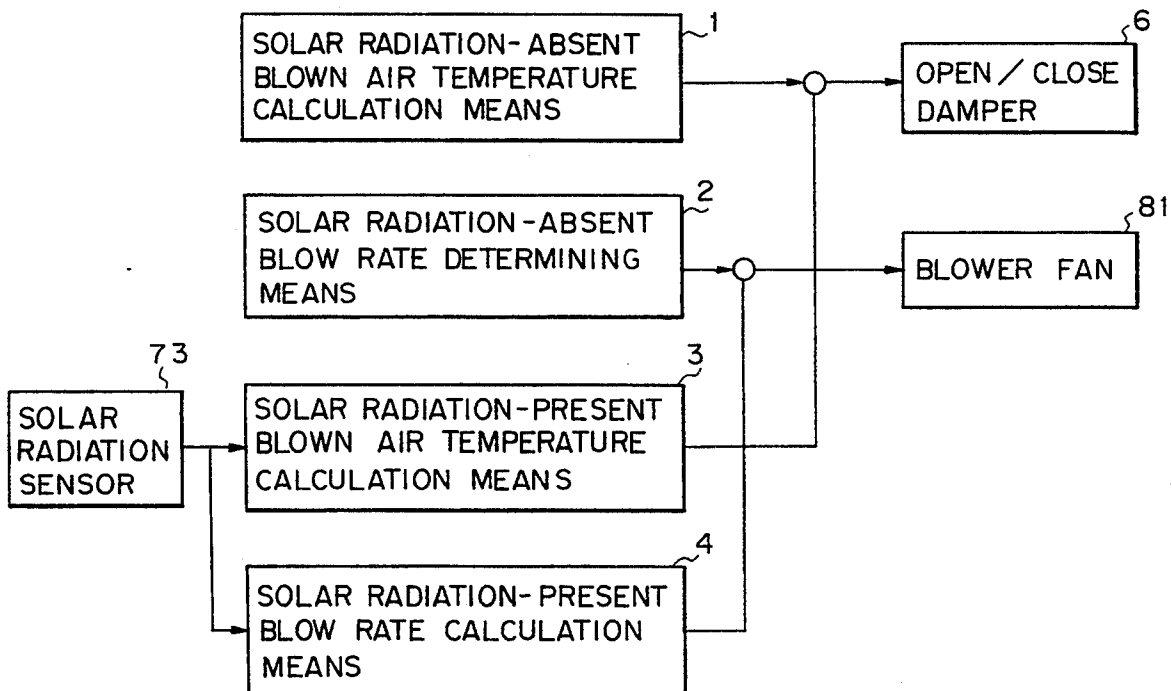 1
SOLAR RADIATION-ABSENT
BLOWN AIR TEMPERATURE
CALCULATION MEANS
6
OPEN/CLOSE
DAMPER
2
SOLAR RADIATION-ABSENT
BLOW RATE DETERMINING
MEANS
81
BLOWER FAN
73
SOLAR
RADIATION
SENSOR
3
SOLAR RADIATION-PRESENT
BLOWN AIR TEMPERATURE
CALCULATION MEANS
4
SOLAR RADIATION-PRESENT
BLOW RATE CALCULATION
MEANS